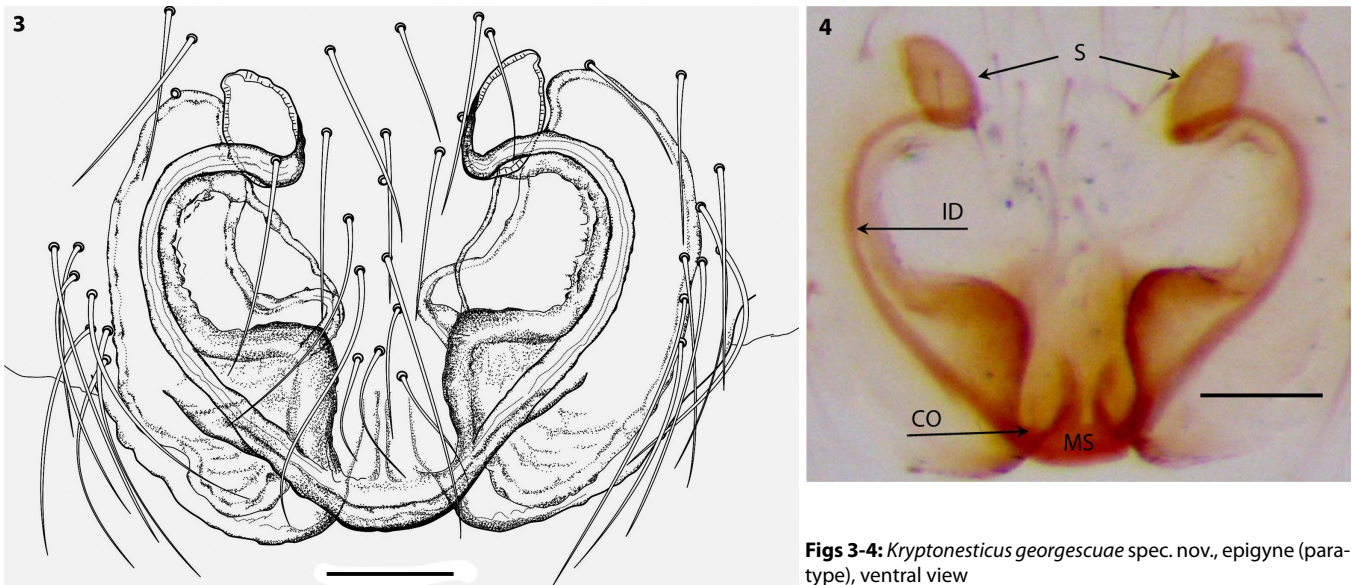 3
4
S
ID
CO
MS
Figs 3-4: Kryptonesticus georgescuae spec. nov., epigyne (para-
type), ventral view